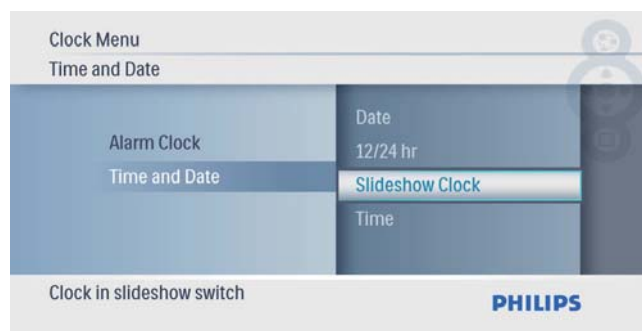 Clock Menu
Time and Date
Alarm Clock
Time and Date
Date
12/24 hr
Slideshow Clock
Time
Clock in slideshow switch
PHILIPS